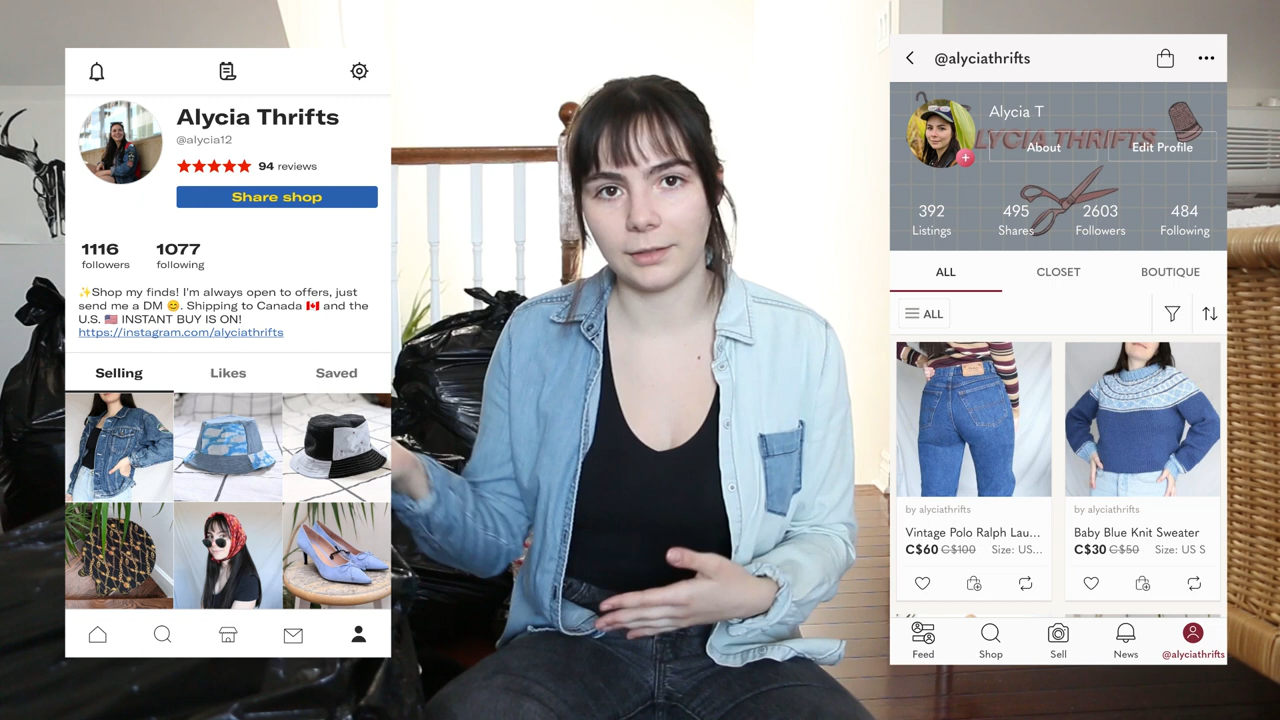 Alycia Thrifts
@alycia12
94 reviews
Share shop
1116
1077
followers
following
✨Shop my finds! I'm always open to offers, just
send me a DM 😊. Shipping to Canada 🇨🇦 and the
U.S. 🇺🇸 INSTANT BUY IS ON!
https://instagram.com/alyciathrifts
Selling
Likes
Saved
@alyciathrifts
Alycia T
LYCIA THRIFTS
About
Edit Profile
392
495
2603
484
Listings
Shares
Followers
Following
ALL
CLOSET
BOUTIQUE
ALL
by alyciathrifts
Vintage Polo Ralph Lau...
C$60 C$100 Size: US...
by alyciathrifts
Baby Blue Knit Sweater
C$30 C$50 Size: US S
Feed
Shop
Sell
News
@alyciathrifts